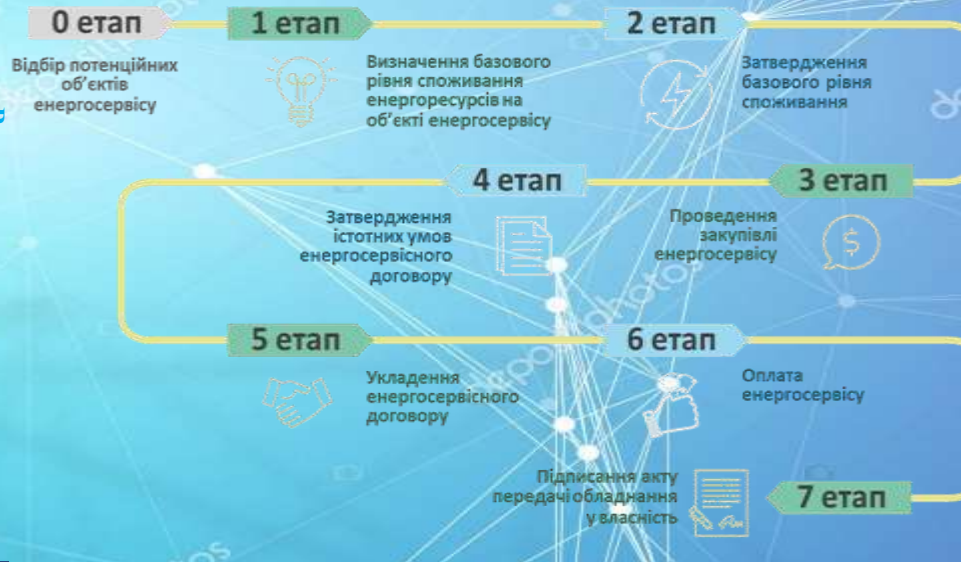 0 етап
Відбір потенційних
об’єктів
енергосервісу
1 етап
Визначення базового
рівня споживання
енергоресурсів на
об’єкті енергосервісу
2 етап
Затвердження
базового рівня
споживання
3 етап
Проведення
закупівлі
енергосервісу
4 етап
Затвердження
істотних умов
енергосервісного
договору
5 етап
Укладення
енергосервісного
договору
6 етап
Оплата
енергосервісу
7 етап
Підписання акту
передачі обладнання
у власність